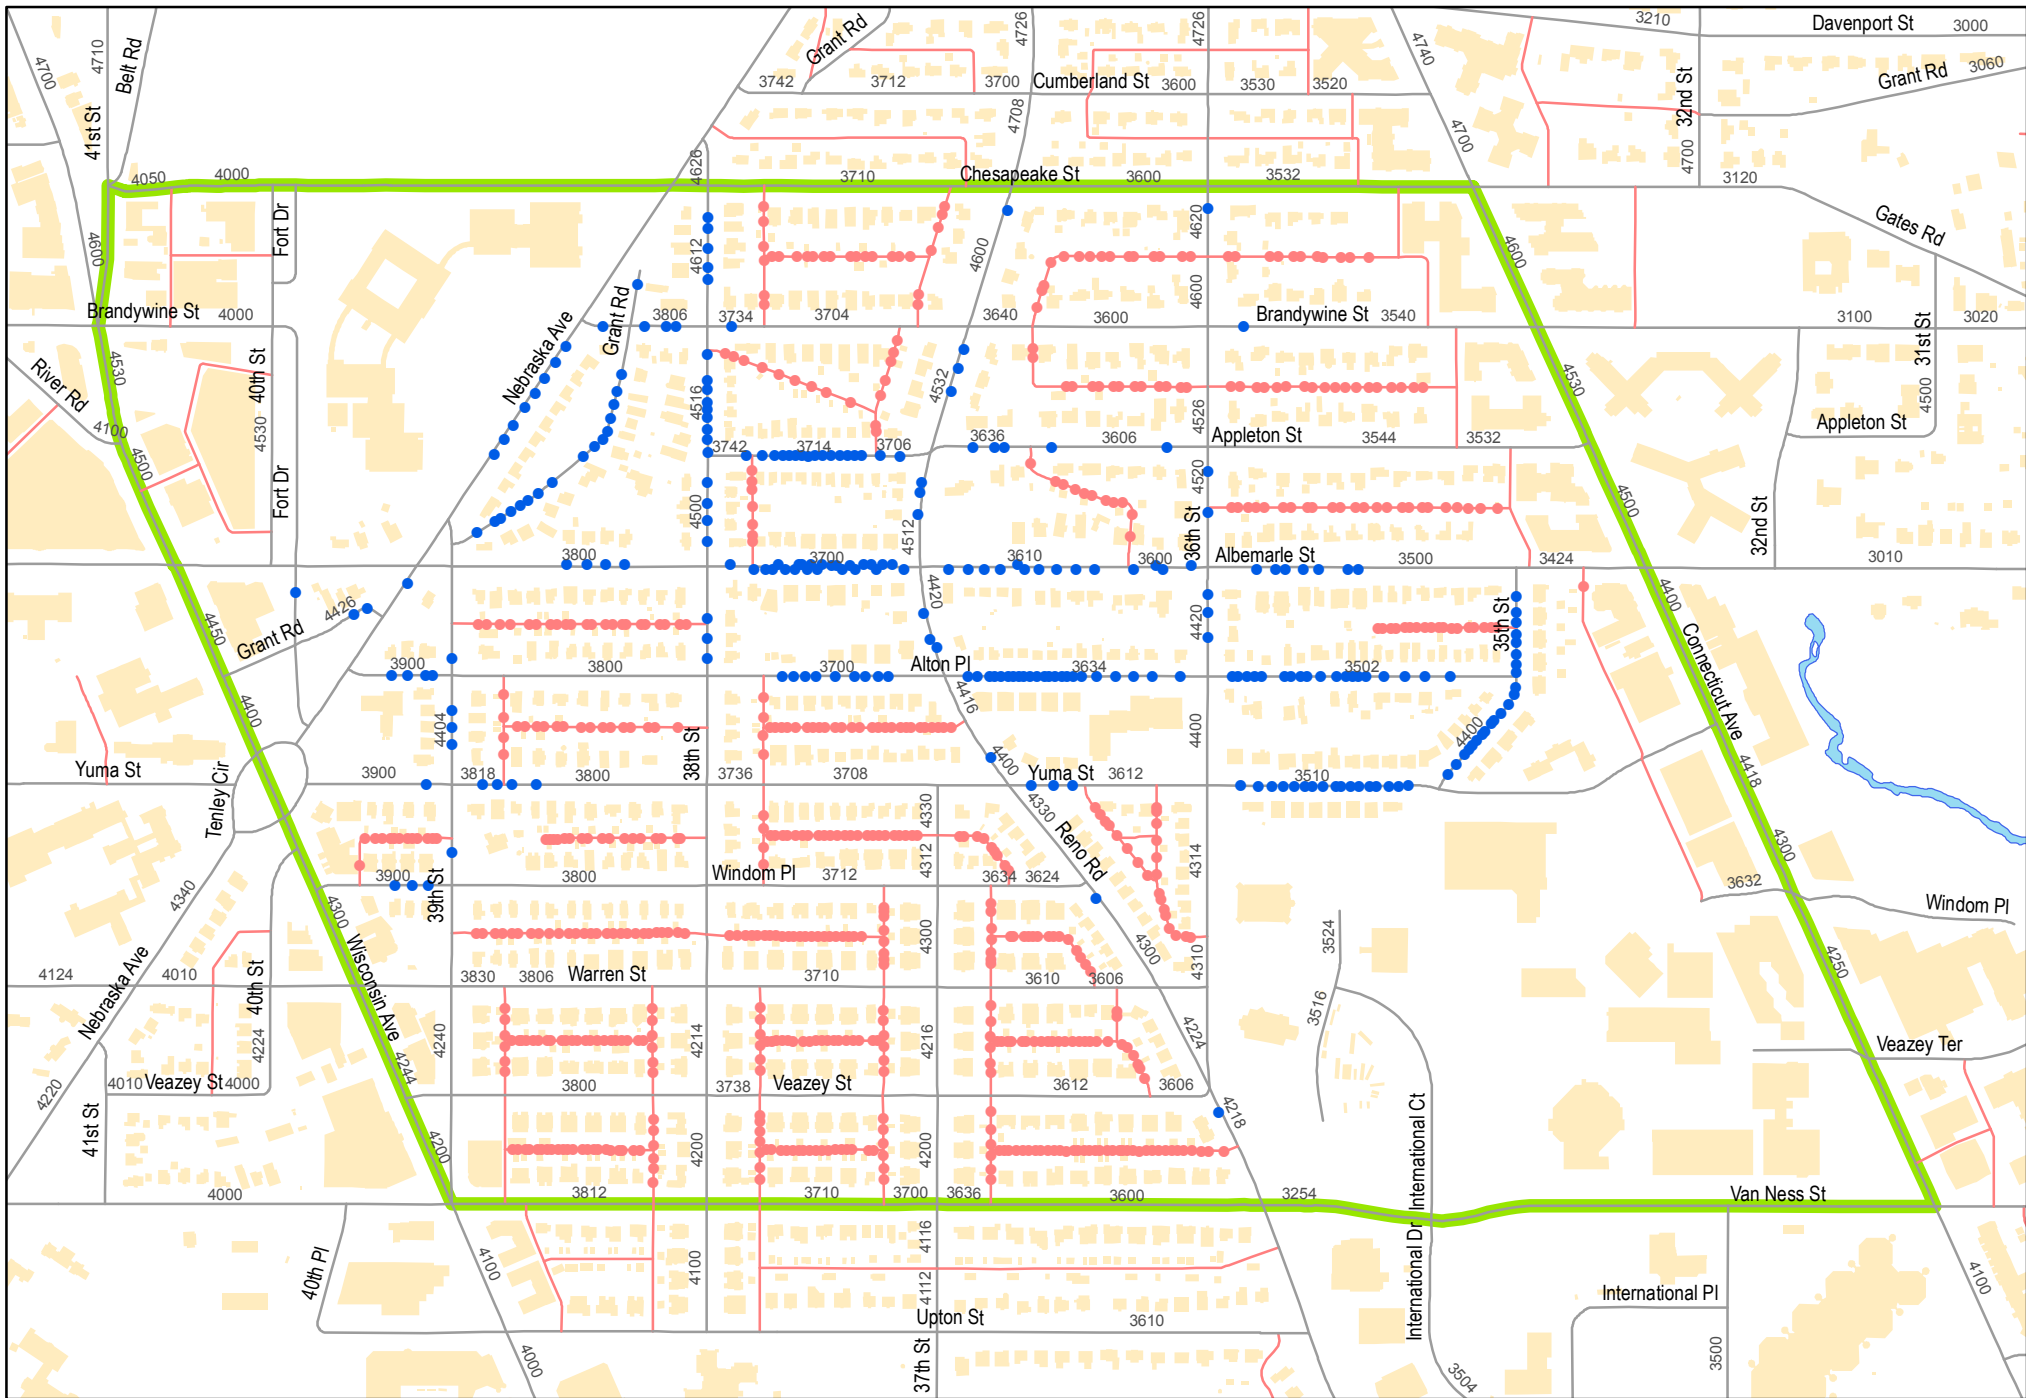 3210
Davenport St
3000
4726
4726
4710
Belt Rd
4700
Grant Rd
4740
3742
3712
3700
Cumberland St
3600
3530
3520
32nd St
Grant Rd
3060
41st St
4708
4700
4626
4700
4050
4000
3710
Chesapeake St
3600
3532
3120
Fort Dr
4612
4600
4620
Gates Rd
4600
4600
4600
Brandywine St
4000
Nebraska Ave
Grant Rd
3806
3734
3704
3640
3600
Brandywine St
3540
3100
31st St
3020
River Rd
4530
40th St
4516
4532
4530
4500
4100
4530
4526
3742
3714
3706
3636
3606
Appleton St
3544
3532
Appleton St
4500
Fort Dr
4500
4512
4520
36th St
4500
32nd St
3800
3700
3610
3600
Albemarle St
3500
3424
3010
4426
Grant Rd
4450
4420
4420
35th St
4400
Connecticut Ave
3900
3800
3700
Alton Pl
3634
3502
4400
4404
38th St
4416
4400
4400
4400
4418
Yuma St
Tenley Cir
3900
3818
3800
3736
3708
Yuma St
3612
3510
4330
4330
Reno Rd
4312
4314
4300
4340
3900
39th St
3800
Windom Pl
3712
3634
3624
3632
Windom Pl
4300
Wisconsin Ave
4300
4300
4310
3524
4250
4124
Nebraska Ave
4010
40th St
3830
3806
Warren St
3710
3610
3606
3516
4224
4240
4214
4216
4224
Veazey Ter
4220
4010
Veazey St
4000
4244
3800
3738
Veazey St
3612
3606
41st St
4200
4200
4200
4218
International Ct
4000
3812
3710
3700
3636
3600
3254
Van Ness St
40th Pl
4100
4100
4116
4112
International Dr
International Pl
4100
Upton St
3610
4000
37th St
3504
3500